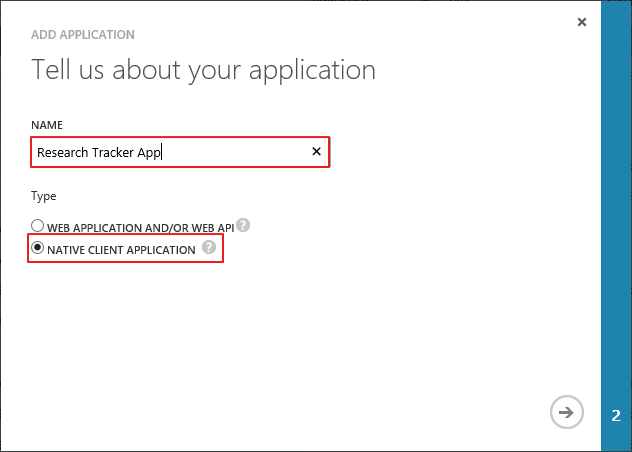 ADD APPLICATION
Tell us about your application
NAME
Research Tracker App
Type
WEB APPLICATION AND/OR WEB API ?
NATIVE CLIENT APPLICATION ?
2